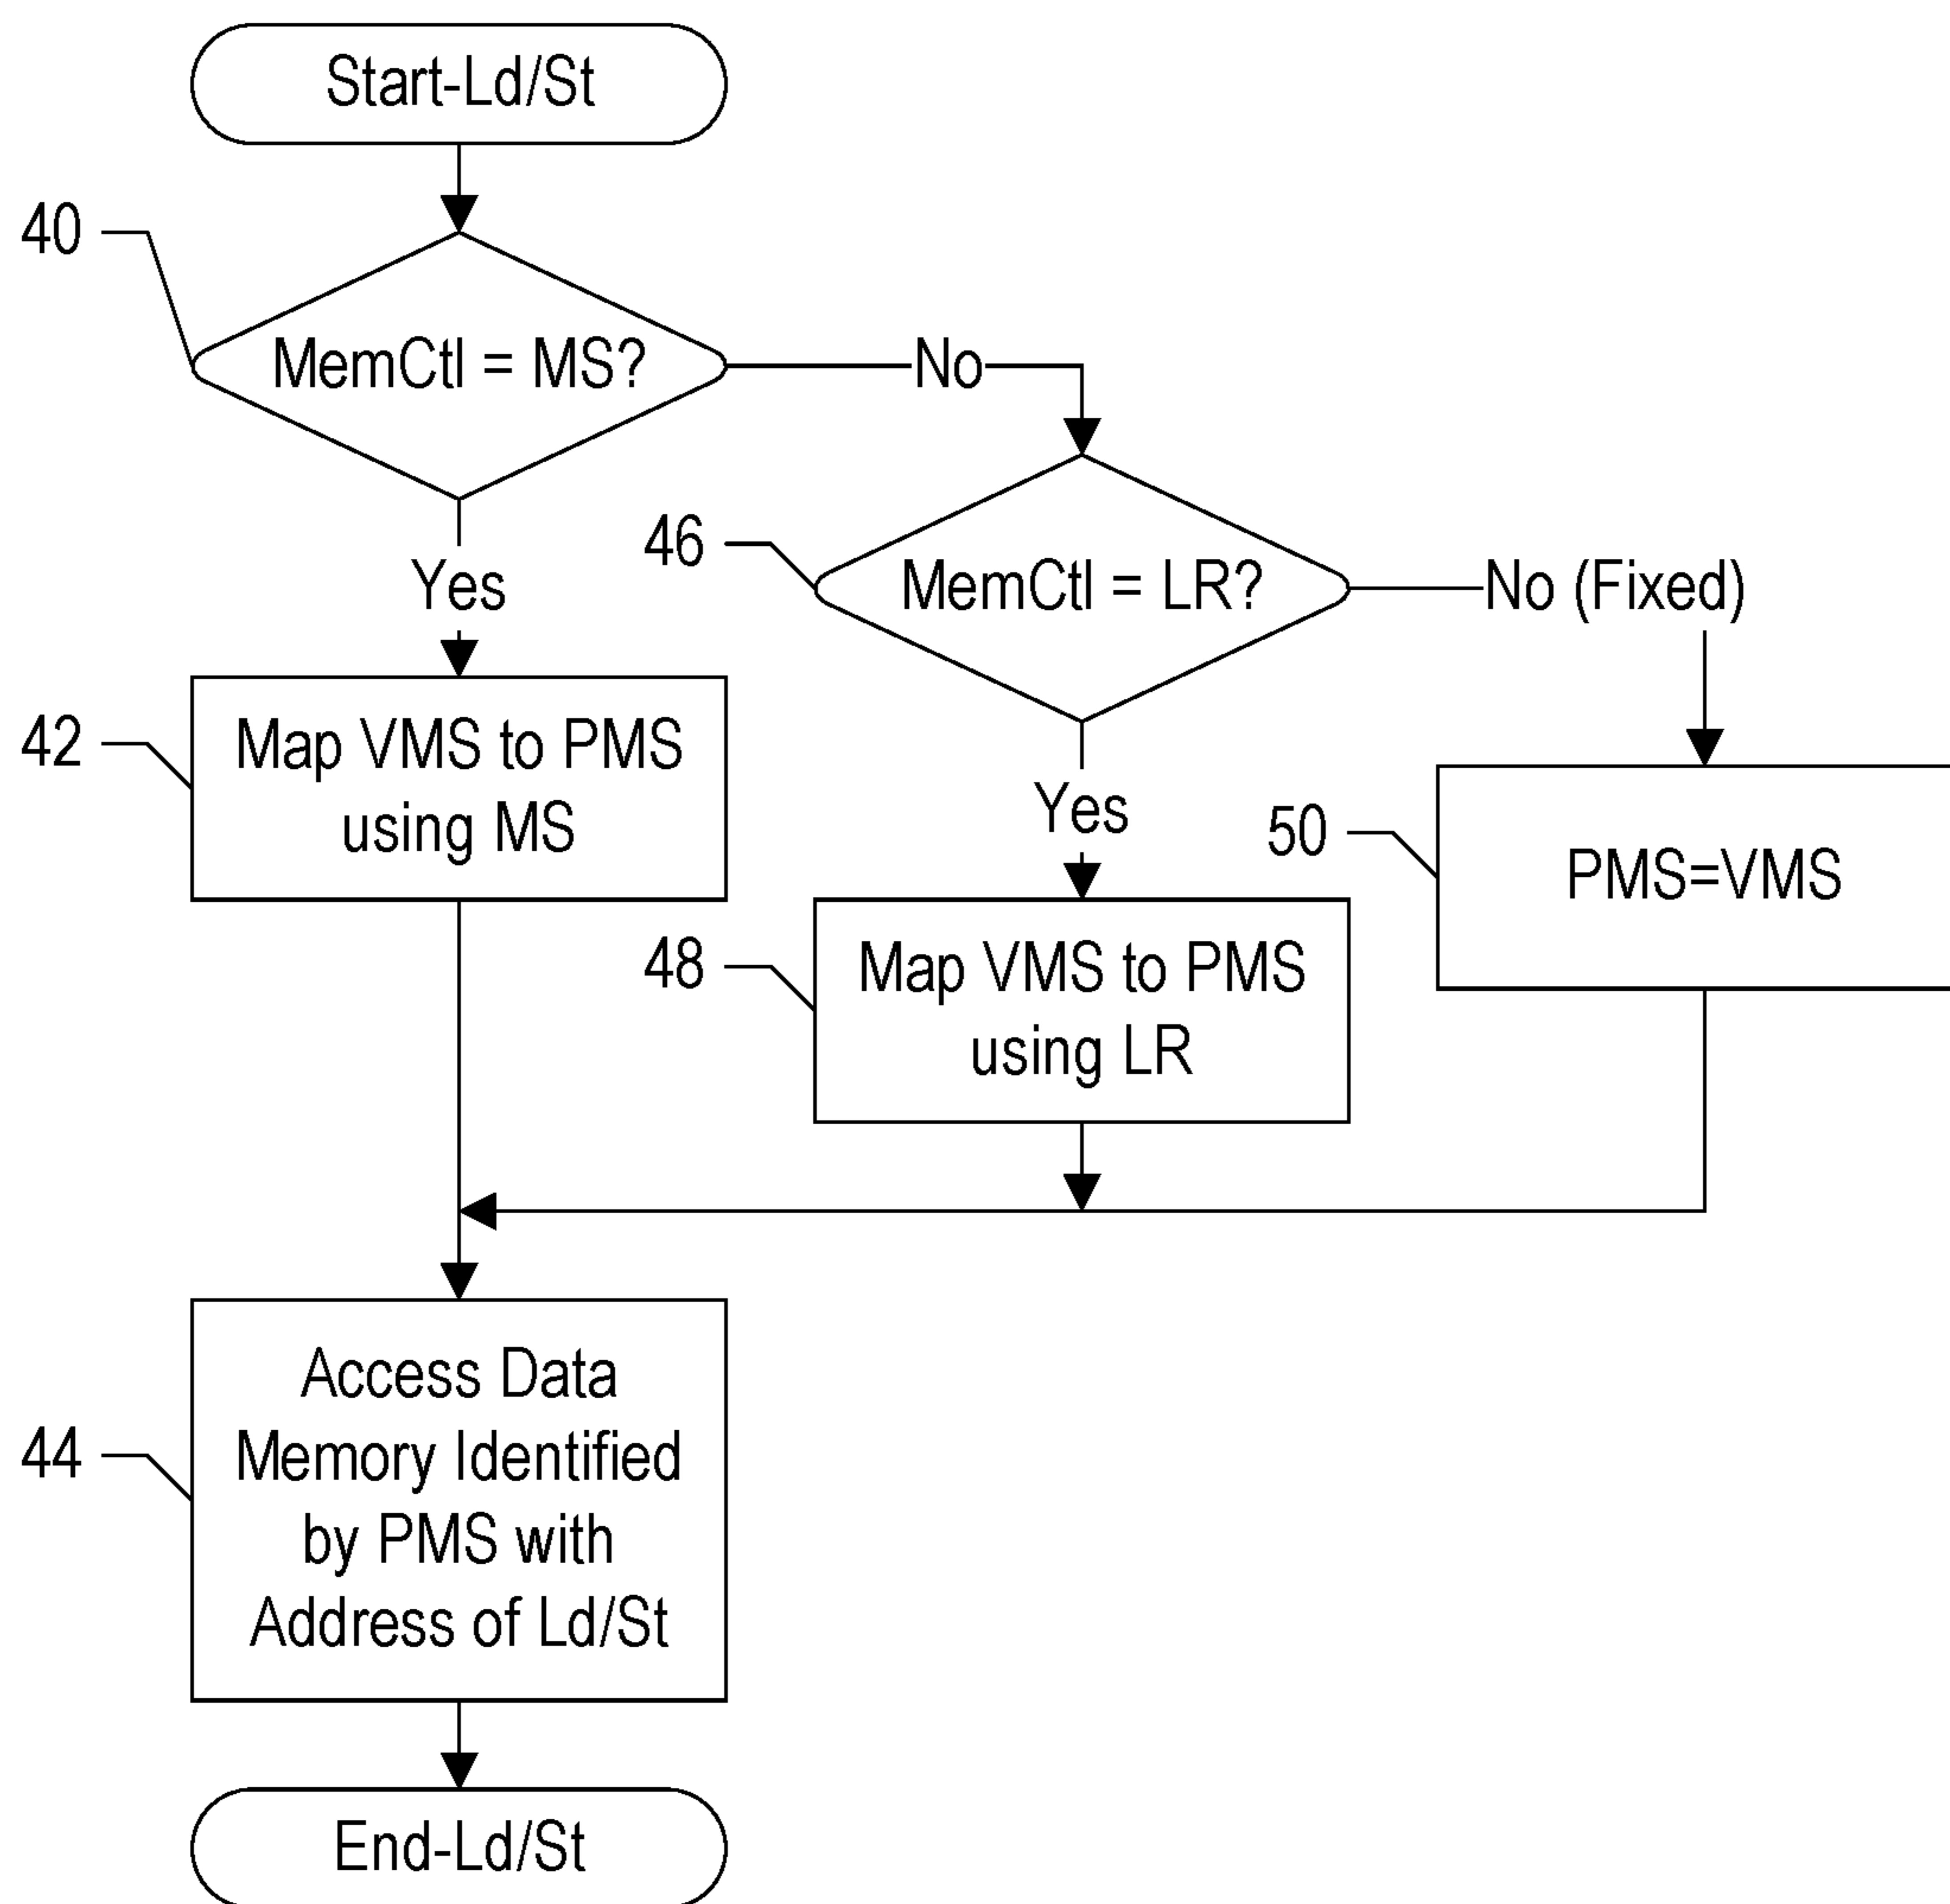 Start-Ld/St
40
MemCtl = MS?
No
46
MemCtl = LR?
No (Fixed)
Yes
42
Map VMS to PMS
using MS
Yes
50
PMS=VMS
48
Map VMS to PMS
using LR
44
Access Data
Memory Identified
by PMS with
Address of Ld/St
End-Ld/St